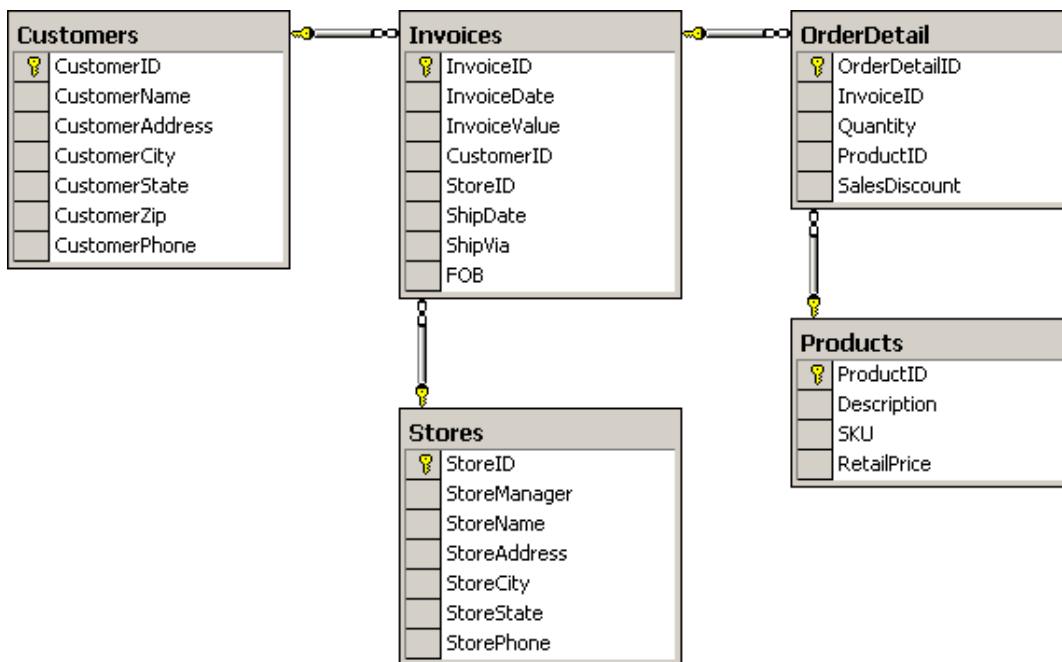 Customers
CustomerID
CustomerName
CustomerAddress
CustomerCity
CustomerState
CustomerZip
CustomerPhone
Invoices
InvoiceID
InvoiceDate
InvoiceValue
CustomerID
StoreID
ShipDate
ShipVia
FOB
OrderDetail
OrderDetailID
InvoiceID
Quantity
ProductID
SalesDiscount
Products
ProductID
Description
SKU
RetailPrice
Stores
StoreID
StoreManager
StoreName
StoreAddress
StoreCity
StoreState
StorePhone